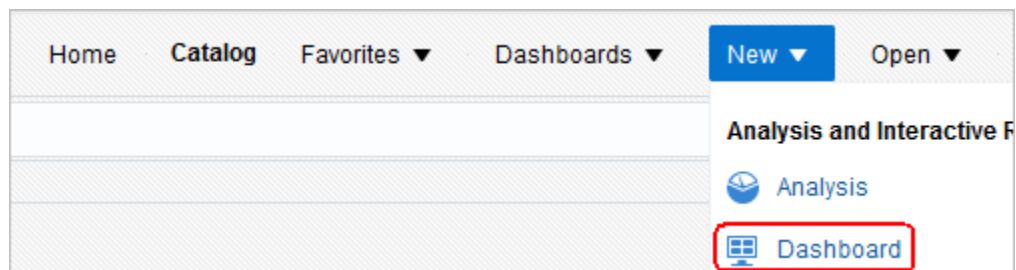 Home Catalog Favorites Dashboards New Open
Analysis and Interactive
Analysis
Dashboard